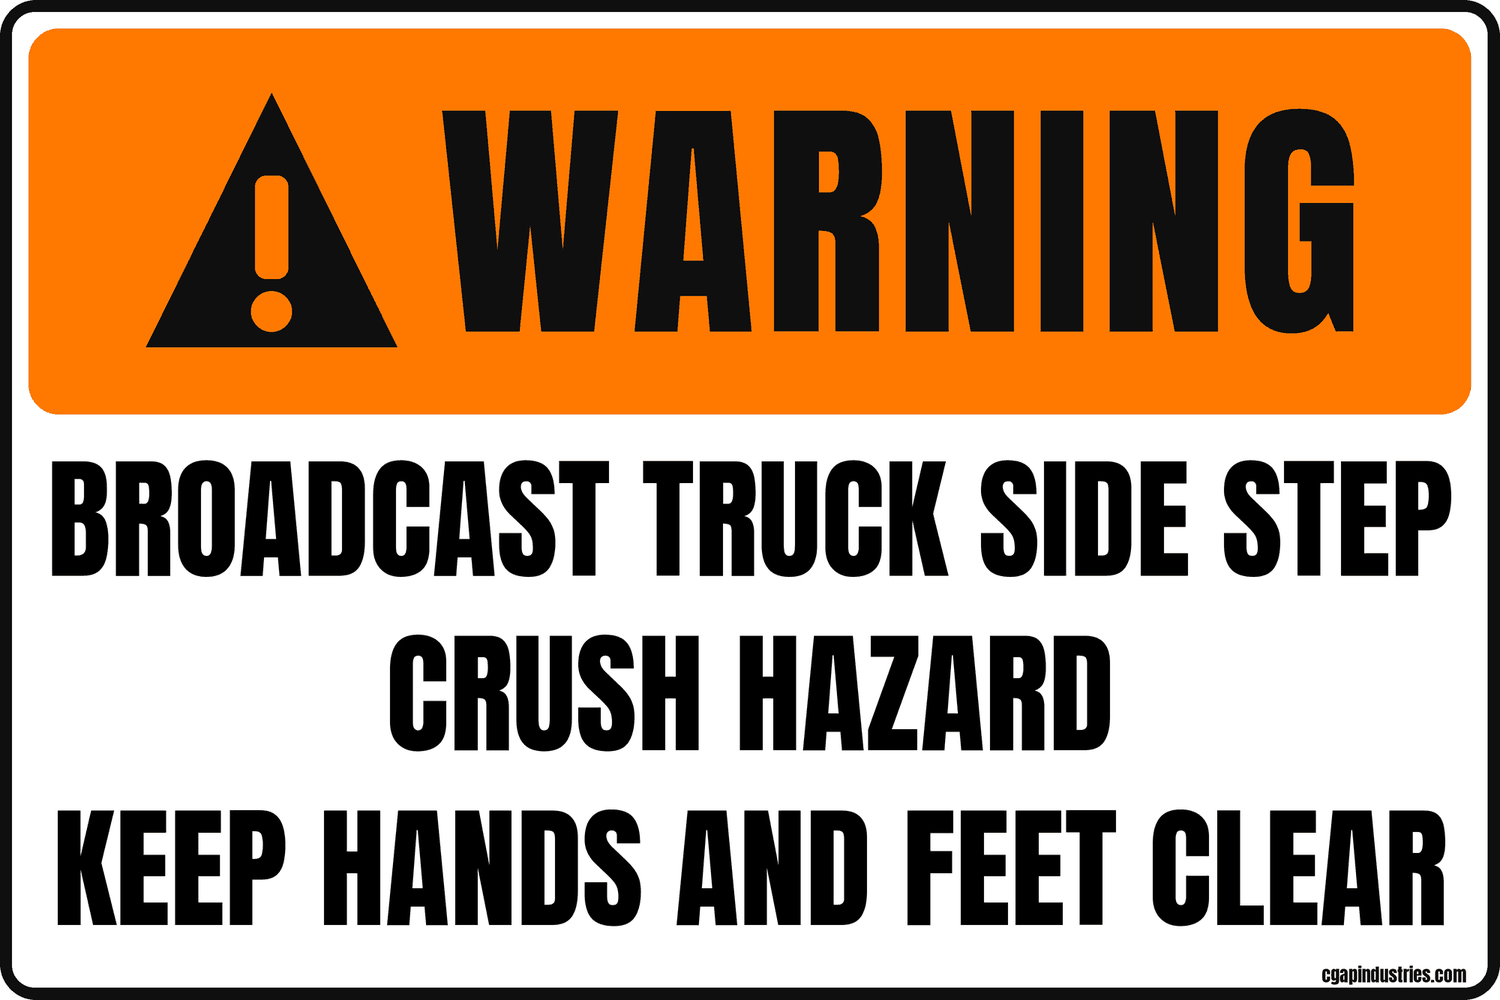 WARNING
BROADCAST TRUCK SIDE STEP
CRUSH HAZARD
KEEP HANDS AND FEET CLEAR
cgapindustries.com